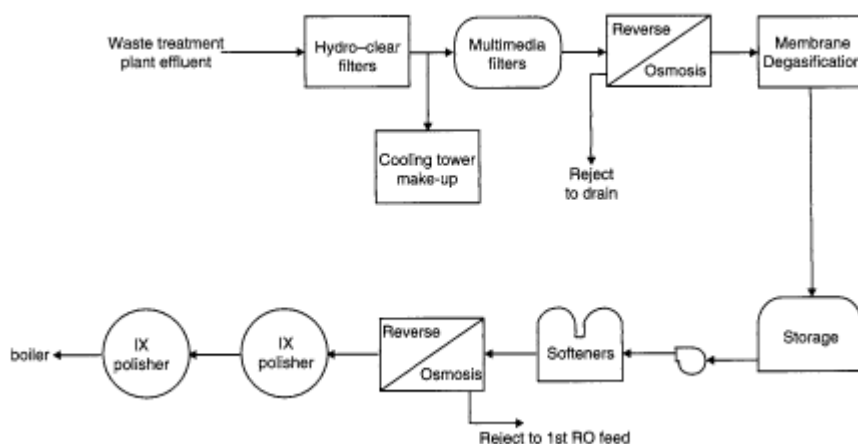 Waste treatment
plant effluent
Hydro–clear
filters
Multimedia
filters
Reverse
Osmosis
Membrane
Degasification
Cooling tower
make-up
Reject
to drain
boiler
IX
polisher
IX
polisher
Reverse
Osmosis
Softeners
Storage
Reject to 1st RO feed